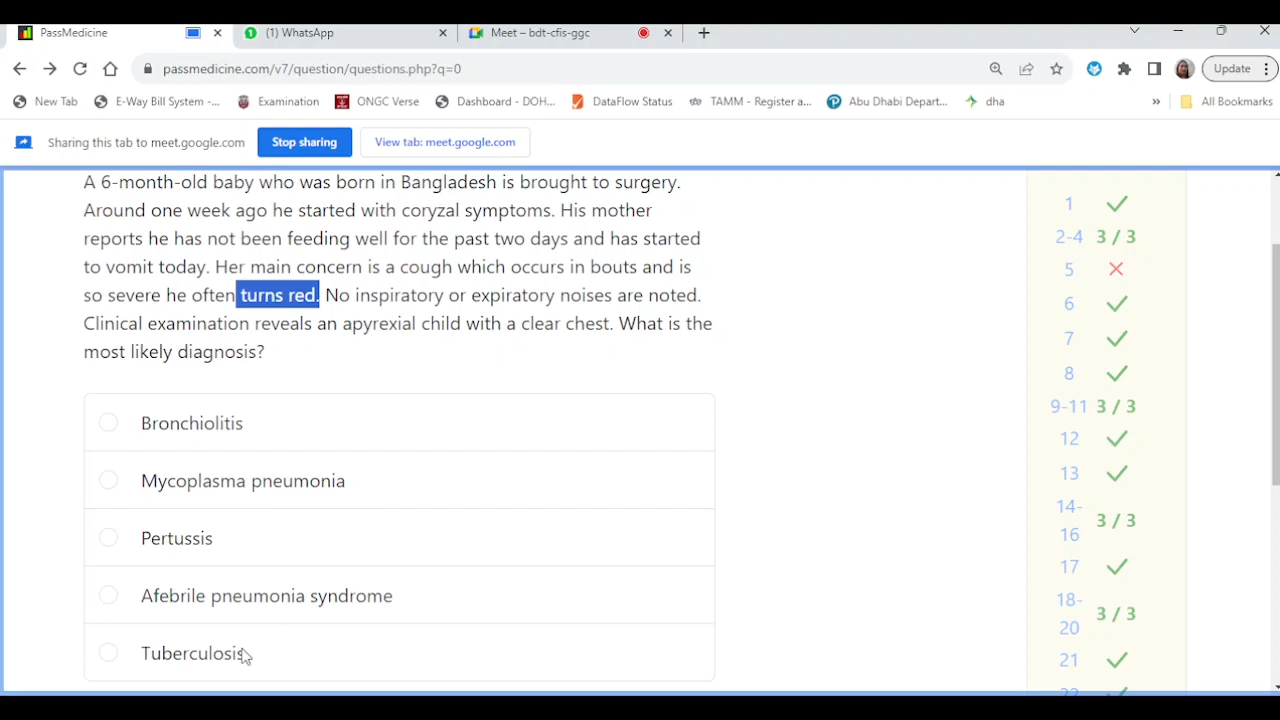 PassMedicine
(1) WhatsApp
Meet – bdt-cfis-ggc
passmedicine.com/v7/question/questions.php?q=0
Update
New Tab
E-Way Bill System -...
Examination
ONGC Verse
Dashboard - DOH...
DataFlow Status
TAMM - Register a...
Abu Dhabi Depart...
dha
»
All Bookmarks
Sharing this tab to meet.google.com
Stop sharing
View tab: meet.google.com
A 6-month-old baby who was born in Bangladesh is brought to surgery.
Around one week ago he started with coryzal symptoms. His mother
reports he has not been feeding well for the past two days and has started
to vomit today. Her main concern is a cough which occurs in bouts and is
so severe he often turns red. No inspiratory or expiratory noises are noted.
Clinical examination reveals an apyrexial child with a clear chest. What is the
most likely diagnosis?
Bronchiolitis
Mycoplasma pneumonia
Pertussis
Afebrile pneumonia syndrome
Tuberculosis
1
2-4 3 / 3
5
6
7
8
9-11 3 / 3
12
13
14-
16 3 / 3
17
18-
20 3 / 3
21
22